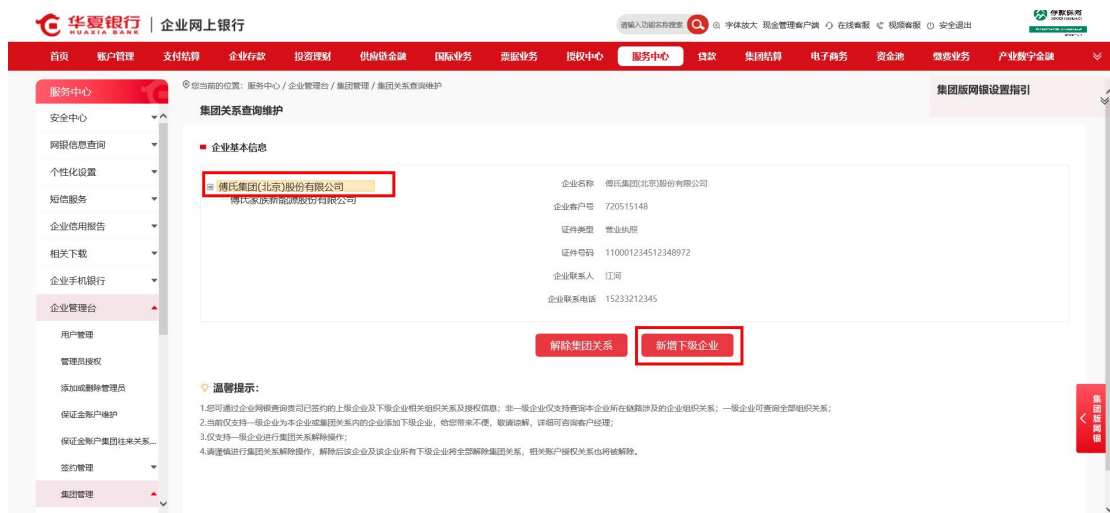 华夏银行 | 企业网上银行
HUAXIA BANK
请输入功能名称搜索 字体放大 现金管理客户端 在线客服 视频客服 安全退出
存款保险
首页 账户管理 支付结算 企业存款 投资理财 供应链金融 国际业务 票据业务 授权中心 服务中心 贷款 集团结算 电子商务 资金池 缴费业务 产业数字金融
服务中心
安全中心
网银信息查询
个性化设置
短信服务
企业信用报告
相关下载
企业手机银行
企业管理台
用户管理
管理员授权
添加或删除管理员
保证金账户维护
保证金账户集团往来关系...
签约管理
集团管理
您当前的位置：服务中心 / 企业管理台 / 集团管理 / 集团关系查询维护
集团关系查询维护
企业基本信息
傅氏集团(北京)股份有限公司
傅氏家族新能源股份有限公司
企业名称 傅氏集团(北京)股份有限公司
企业客户号 720515148
证件类型 营业执照
证件号码 110001234512348972
企业联系人 江河
企业联系电话 15233212345
解除集团关系 新增下级企业
温馨提示：
1.您可通过企业网银查询贵司已签约的上级企业及下级企业相关组织关系及授权信息；非一级企业仅支持查询本企业所在链路涉及的企业组织关系；一级企业可查询全部组织关系；
2.当前仅支持一级企业为本企业或集团关系内的企业添加下级企业，给您带来不便，敬请谅解，详细可咨询客户经理；
3.仅支持一级企业进行集团关系解除操作；
4.请谨慎进行集团关系解除操作，解除后该企业及该企业所有下级企业将全部解除集团关系，相关账户授权关系也将被解除。
集团版网银设置指引
集团版网银